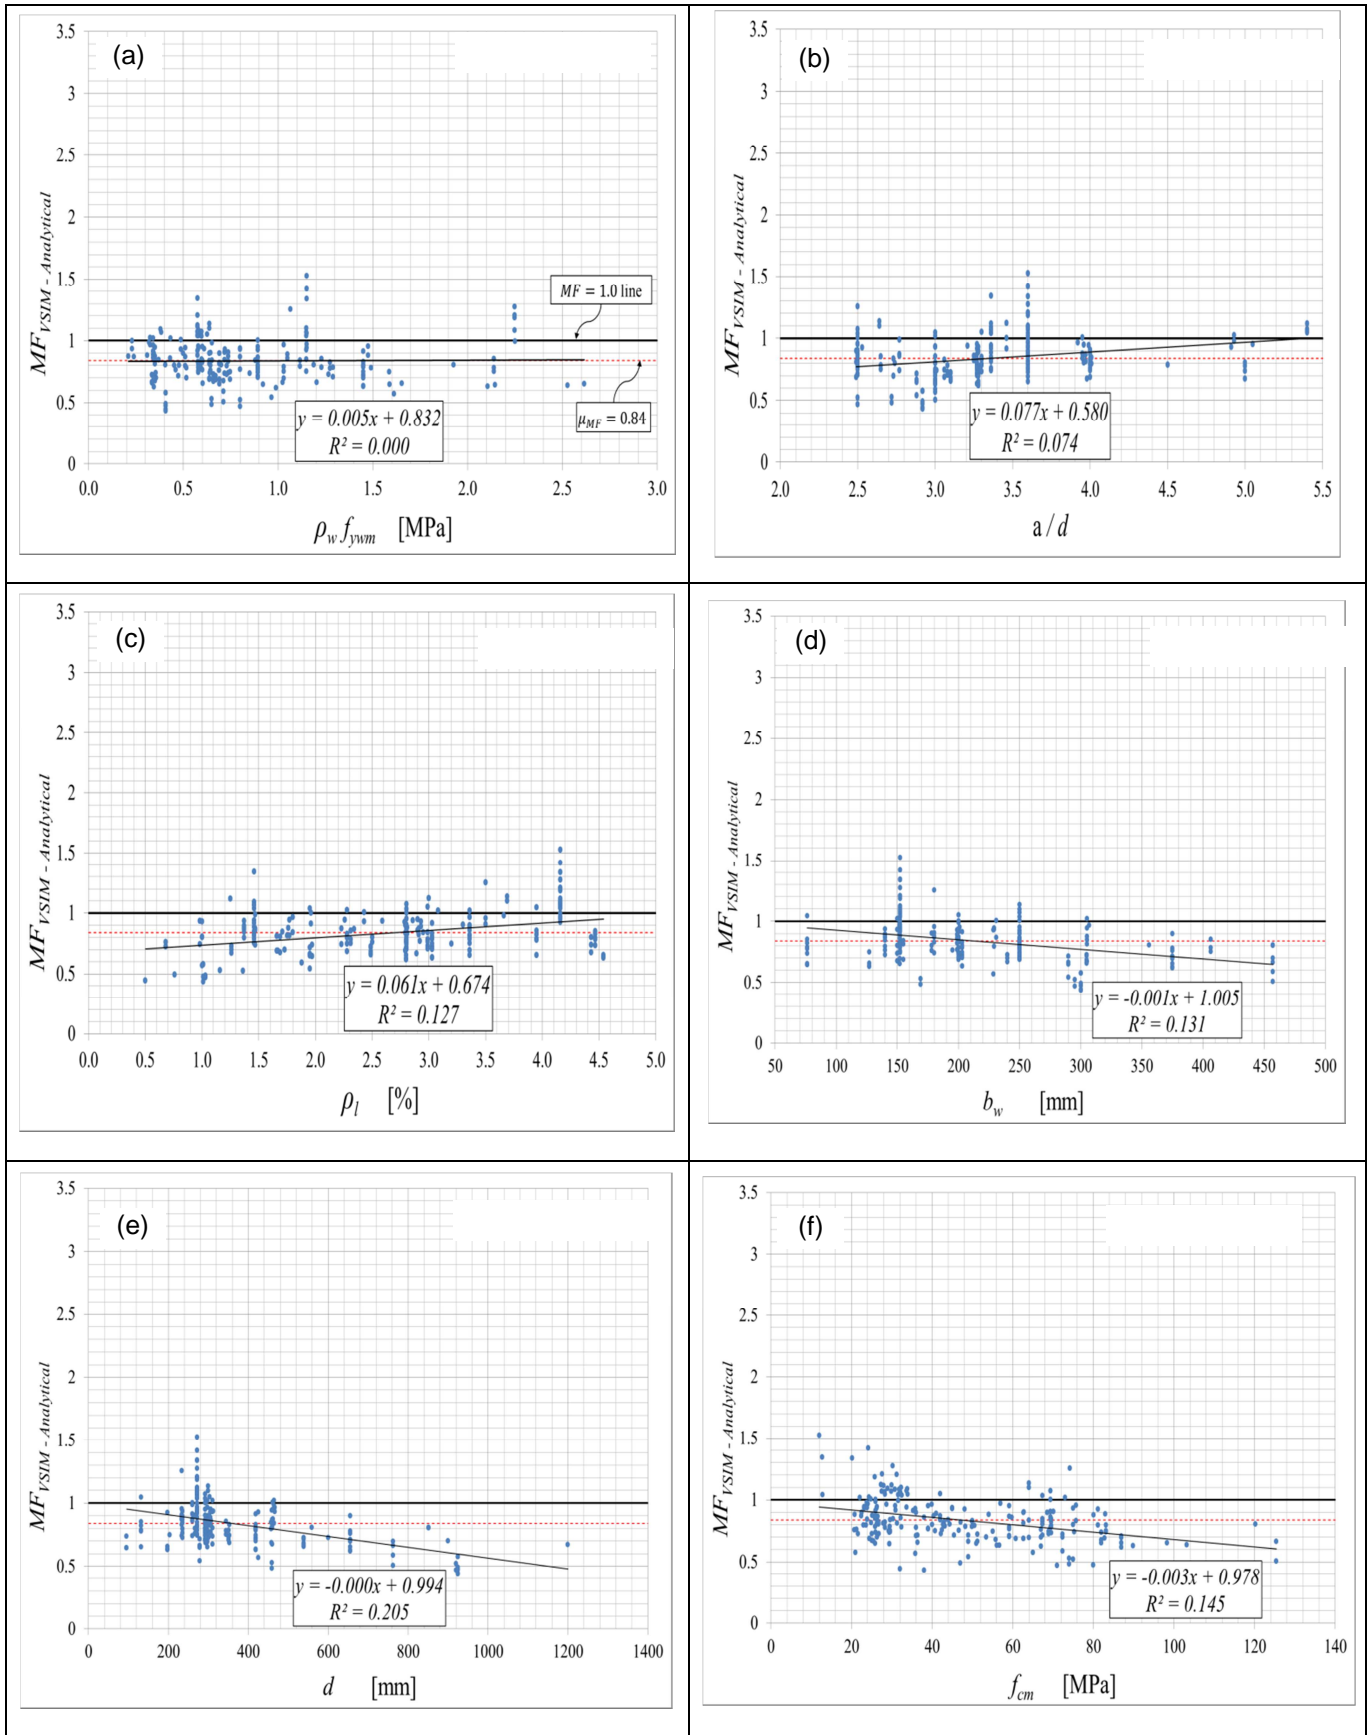 (a)
3.5
3
2.5
2
1.5
1
0.5
0
MF_VSIM - Analytical
MF = 1.0 line
μ_MF = 0.84
y = 0.005x + 0.832
R² = 0.000
0.0 0.5 1.0 1.5 2.0 2.5 3.0
ρ_w f_ywm [MPa]
(b)
3.5
3
2.5
2
1.5
1
0.5
0
MF_VSIM - Analytical
y = 0.077x + 0.580
R² = 0.074
2.0 2.5 3.0 3.5 4.0 4.5 5.0 5.5
a / d
(c)
3.5
3
2.5
2
1.5
1
0.5
0
MF_VSIM - Analytical
y = 0.061x + 0.674
R² = 0.127
0.0 0.5 1.0 1.5 2.0 2.5 3.0 3.5 4.0 4.5 5.0
ρ_l [%]
(d)
3.5
3
2.5
2
1.5
1
0.5
0
MF_VSIM - Analytical
y = -0.001x + 1.005
R² = 0.131
50 100 150 200 250 300 350 400 450 500
b_w [mm]
(e)
3.5
3
2.5
2
1.5
1
0.5
0
MF_VSIM - Analytical
y = -0.000x + 0.994
R² = 0.205
0 200 400 600 800 1000 1200 1400
d [mm]
(f)
3.5
3
2.5
2
1.5
1
0.5
0
MF_VSIM - Analytical
y = -0.003x + 0.978
R² = 0.145
0 20 40 60 80 100 120 140
f_cm [MPa]